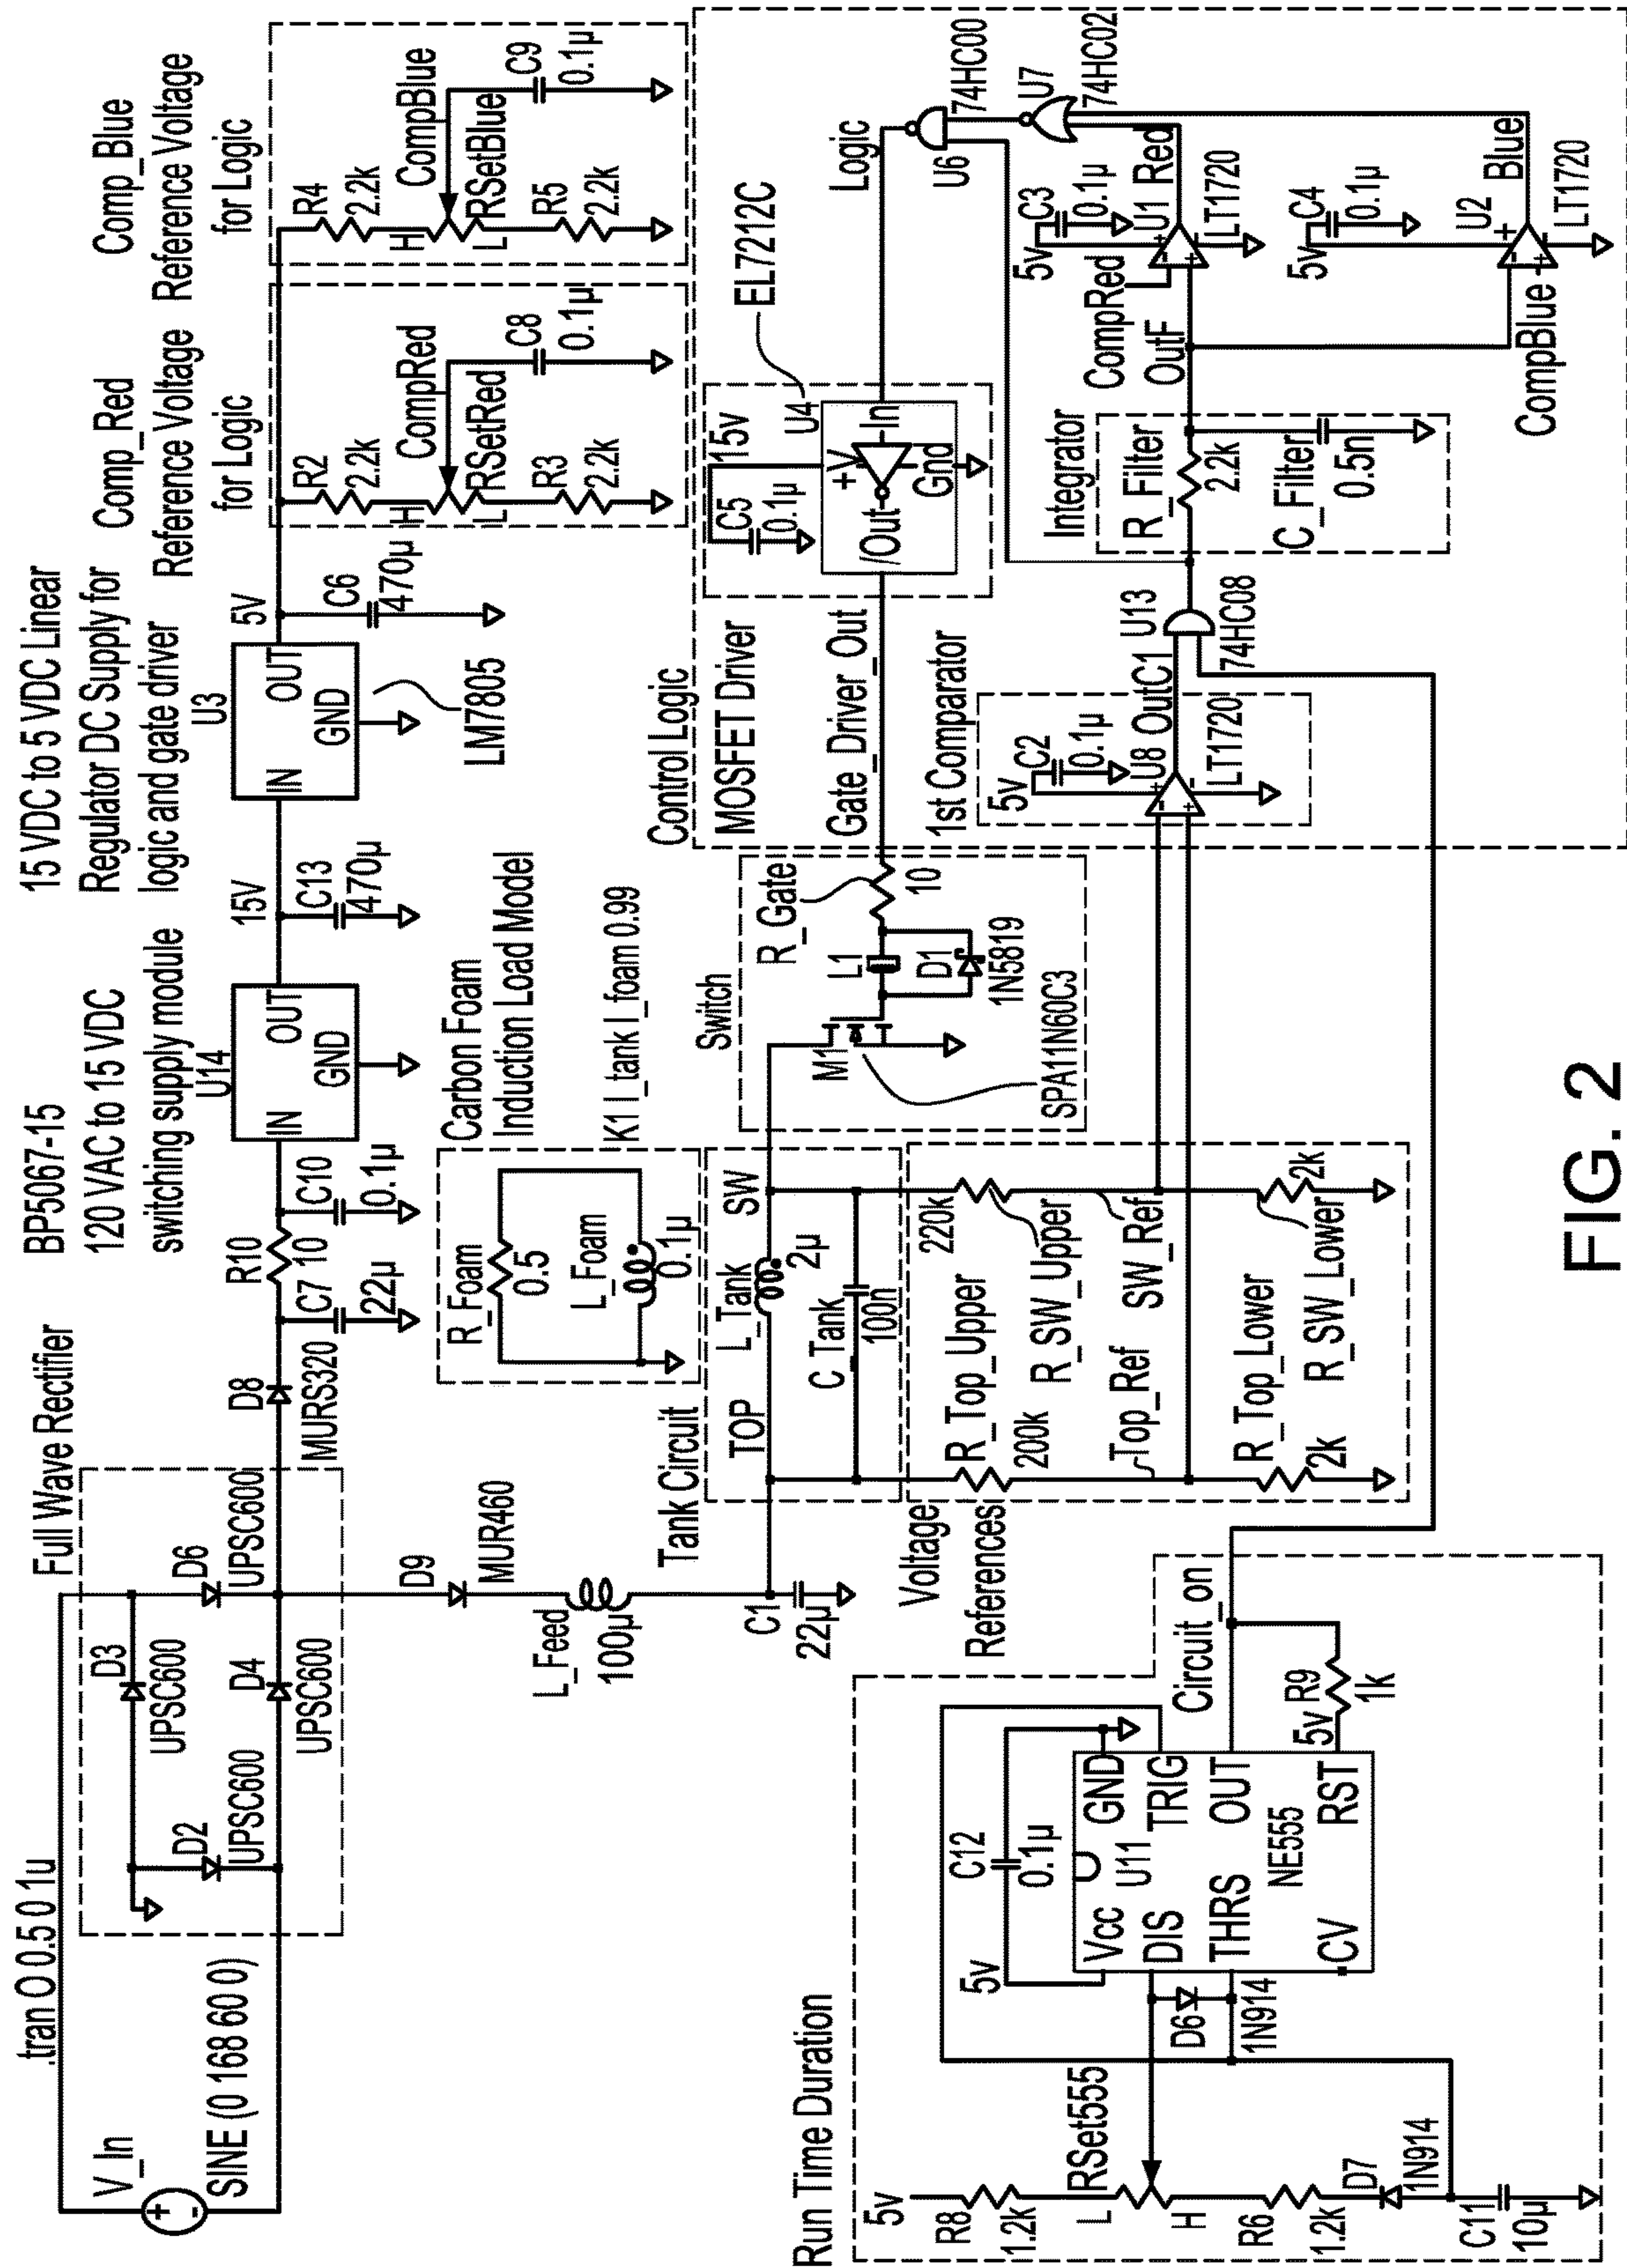 .tran O 0.5 0 1u
V_In
SINE (0 168 60 0)
Full Wave Rectifier
D3
UPSC600
D6
UPSC600
D2
UPSC600
D4
UPSC600
D8
MURS320
D9
MUR460
L_Feed
100µ
C1
22µ
BP5067-15
120 VAC to 15 VDC
switching supply module
U14
IN
OUT
GND
R10
10
C7
22µ
C10
0.1µ
15V
C13
470µ
15 VDC to 5 VDC Linear
Regulator DC Supply for
logic and gate driver
U3
IN
OUT
GND
LM7805
5V
C6
470µ
Comp_Red
Reference Voltage
for Logic
R2
2.2k
H
CompRed
RSetRed
L
R3
2.2k
C8
0.1µ
Comp_Blue
Reference Voltage
for Logic
R4
2.2k
H
CompBlue
RSetBlue
L
R5
2.2k
C9
0.1µ
Carbon Foam
Induction Load Model
K1 l_tank l_foam 0.99
R_Foam
0.5
L_Foam
0.1µ
Tank Circuit
TOP
L_Tank
2µ
SW
C_Tank
100n
Voltage
References
R_Top_Upper
200k
220k
R_SW_Upper
Top_Ref
SW_Ref
R_Top_Lower
2k
R_SW_Lower
2k
Switch
M1
SPA11N60C3
L1
D1
1N5819
R_Gate
10
Control Logic
MOSFET Driver
Gate_Driver_Out
15v
C5
0.1µ
U4
+V
In
/Out
Gnd
EL7212C
Logic
U6
74HC00
U7
74HC02
1st Comparator
5v
C2
0.1µ
U8
OutC1
LT1720
U13
74HC08
Integrator
R_Filter
2.2k
C_Filter
0.5n
OutF
CompRed
5v
C3
0.1µ
U1
Red
LT1720
5v
C4
0.1µ
U2
Blue
LT1720
CompBlue
Run Time Duration
5v
R8
1.2k
L
RSet555
H
R6
1.2k
D7
1N914
C11
10µ
5v
C12
0.1µ
D6
1N914
Vcc
GND
U11
DIS
TRIG
THRS
OUT
NE555
CV
RST
Circuit_on
5v
R9
1k
FIG. 2